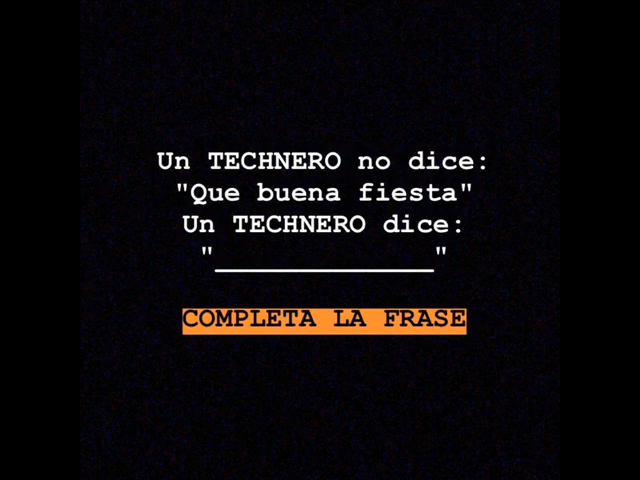 Un TECHNERO no dice:
"Que buena fiesta"
Un TECHNERO dice:
"_____________"
COMPLETA LA FRASE